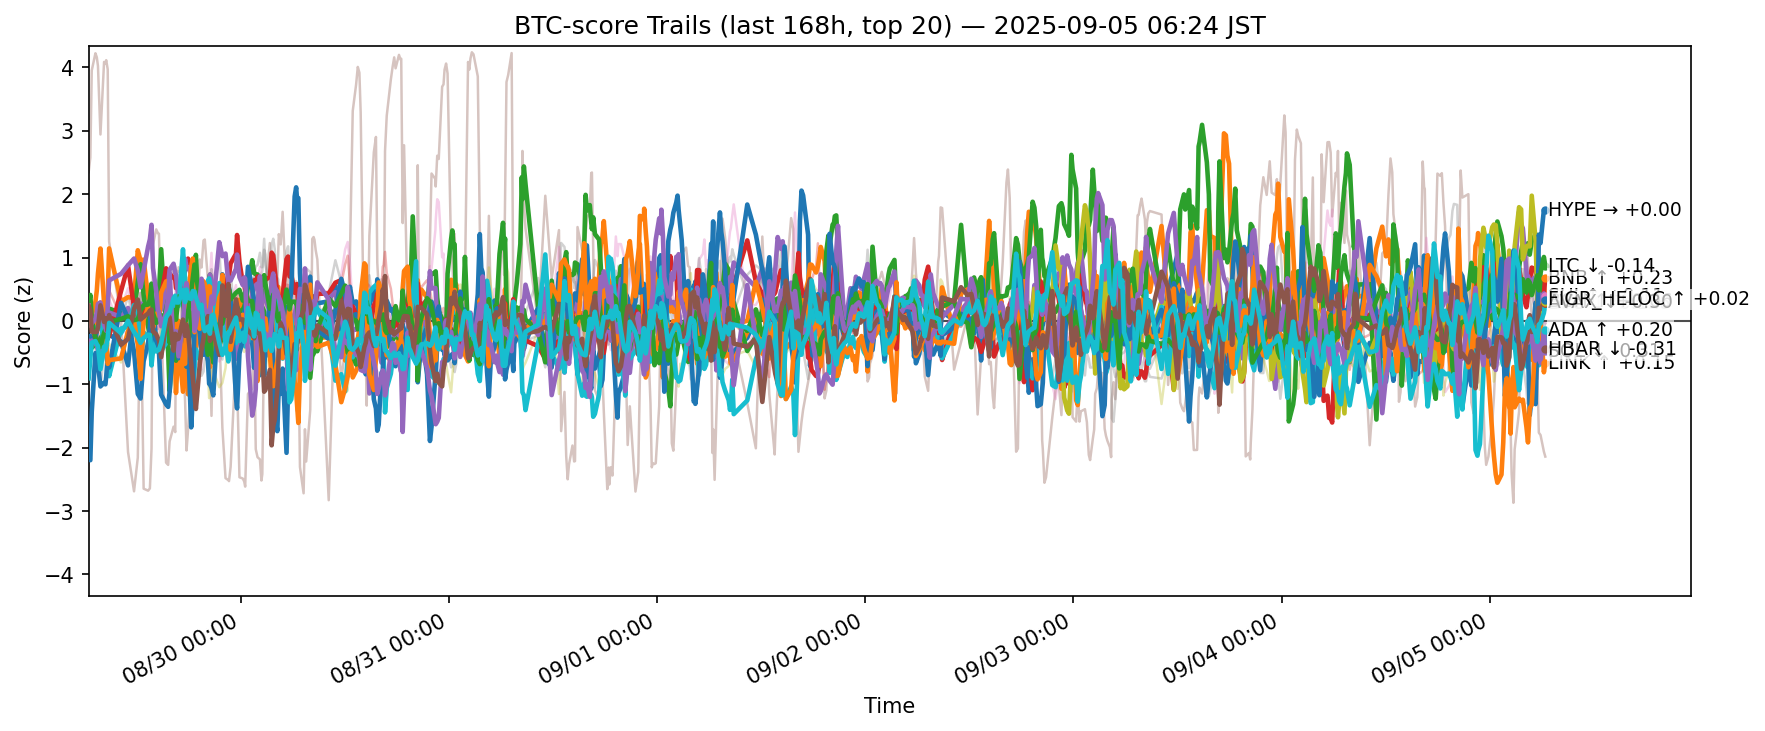 BTC-score Trails (last 168h, top 20) — 2025-09-05 06:24 JST
Score (z)
4
3
2
1
0
−1
−2
−3
−4
HYPE → +0.00
LTC ↓ -0.14
BNB ↑ +0.23
FIGR_HELOC ↑ +0.02
ADA ↑ +0.20
HBAR ↓ -0.31
LINK ↑ +0.15
08/30 00:00
08/31 00:00
09/01 00:00
09/02 00:00
09/03 00:00
09/04 00:00
09/05 00:00
Time